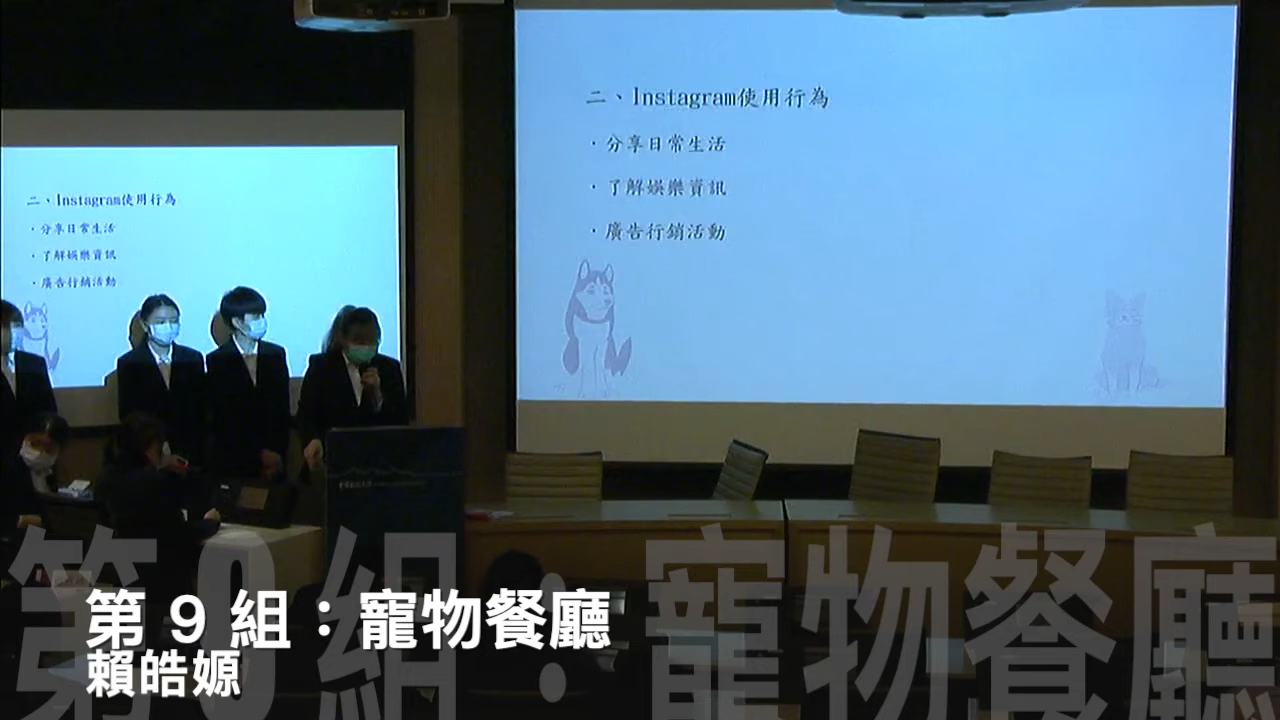 二、Instagram使用行為
・分享日常生活
・了解娛樂資訊
・廣告行銷活動
二、Instagram使用行為
・分享日常生活
・了解娛樂資訊
・廣告行銷活動
第9組：寵物餐廳
第 9 組：寵物餐廳
賴皓嫄